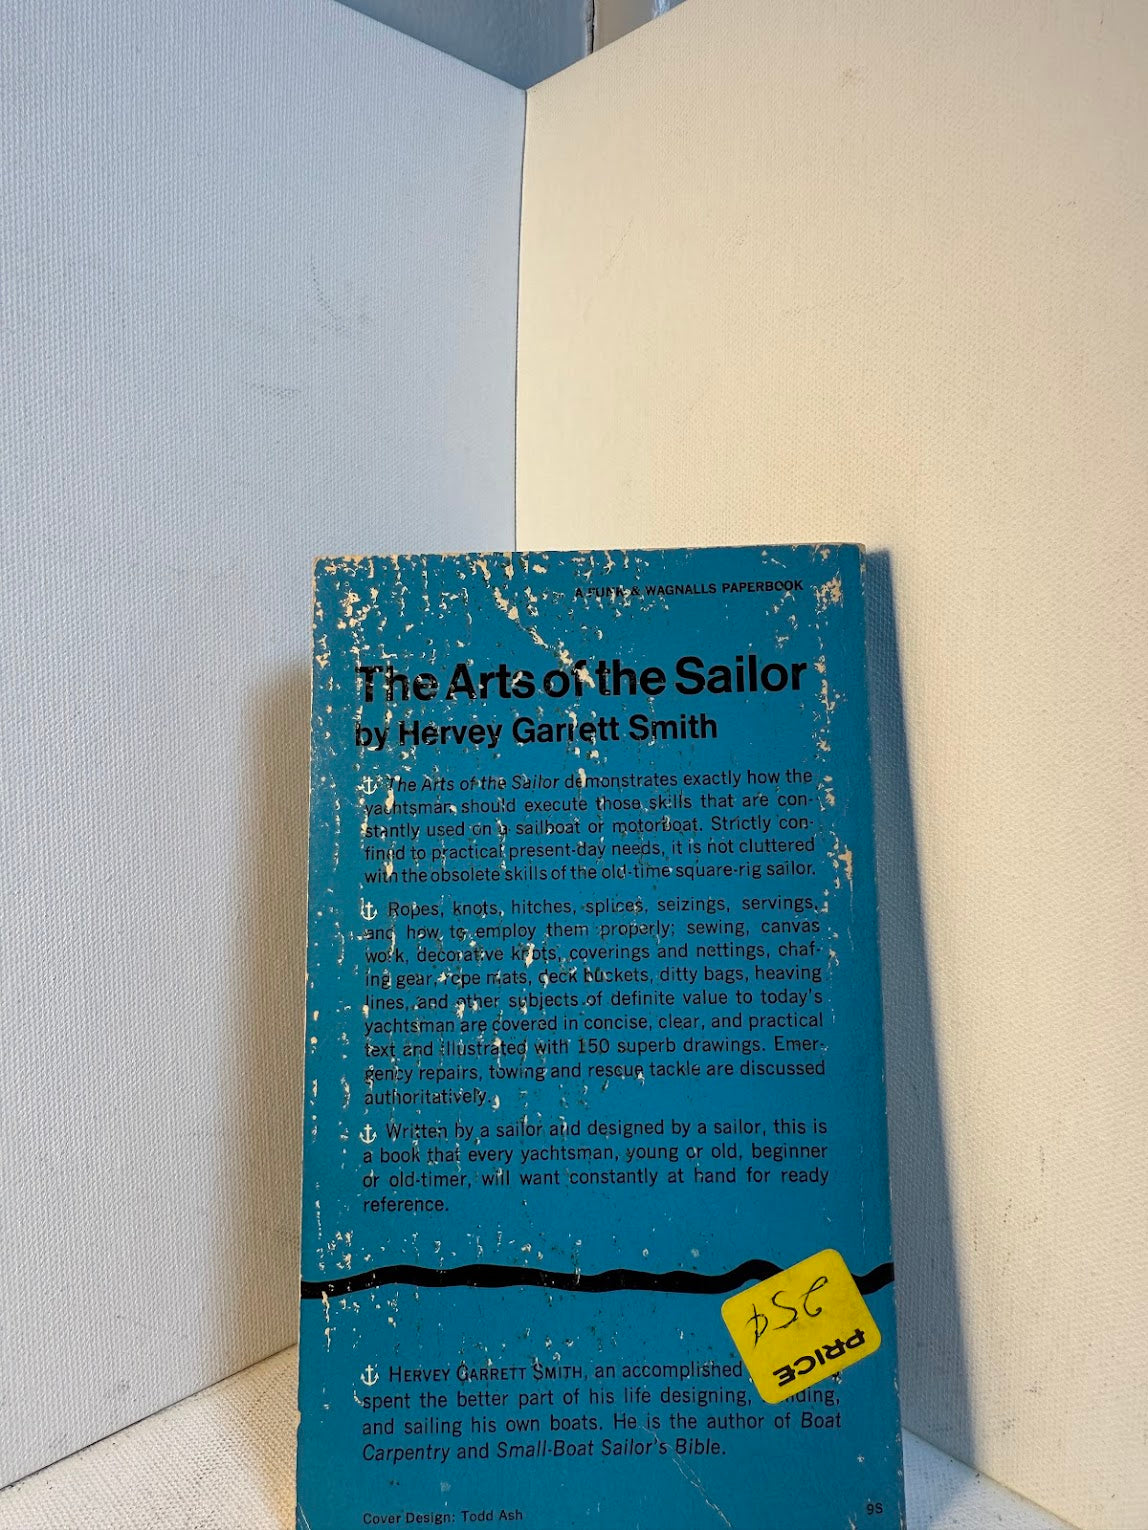 A FUNK & WAGNALLS PAPERBOOK
The Arts of the Sailor
by Hervey Garrett Smith
The Arts of the Sailor demonstrates exactly how the
yachtsman should execute those skills that are con-
stantly used on a sailboat or motorboat. Strictly con-
fined to practical present-day needs, it is not cluttered
with the obsolete skills of the old-time square-rig sailor.
Ropes, knots, hitches, splices, seizings, servings,
and how to employ them properly; sewing, canvas
work, decorative knots, coverings and nettings, chaf-
ing gear, rope mats, deck buckets, ditty bags, heaving
lines, and other subjects of definite value to today's
yachtsman are covered in concise, clear, and practical
text and illustrated with 150 superb drawings. Emer-
gency repairs, towing and rescue tackle are discussed
authoritatively.
Written by a sailor and designed by a sailor, this is
a book that every yachtsman, young or old, beginner
or old-timer, will want constantly at hand for ready
reference.
PRICE
25¢
HERVEY GARRETT SMITH, an accomplished
spent the better part of his life designing,
and sailing his own boats. He is the author of Boat
Carpentry and Small-Boat Sailor's Bible.
Cover Design: Todd Ash
9S